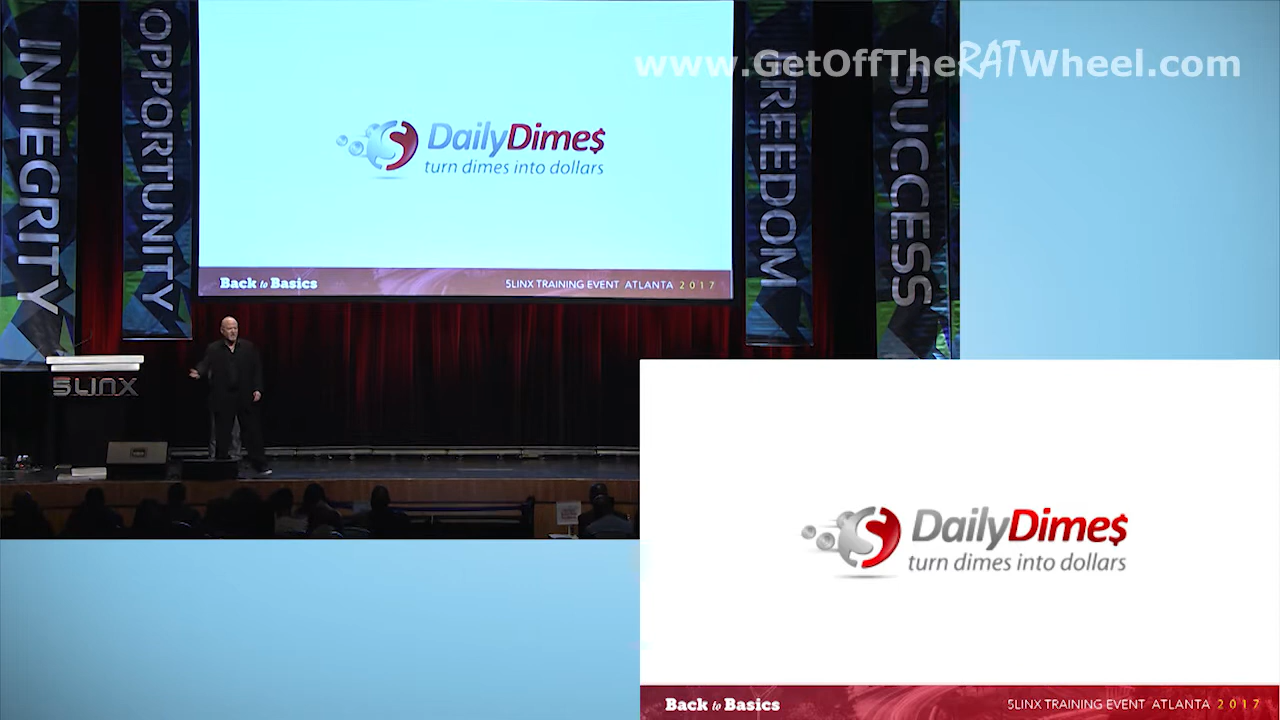 www.GetOffTheRATWheel.com
INTEGRITY
OPPORTUNITY
FREEDOM
SUCCESS
DailyDime$
turn dimes into dollars
Back to Basics
5LINX TRAINING EVENT ATLANTA 2017
5LINX
DailyDime$
turn dimes into dollars
Back to Basics
5LINX TRAINING EVENT ATLANTA 2017